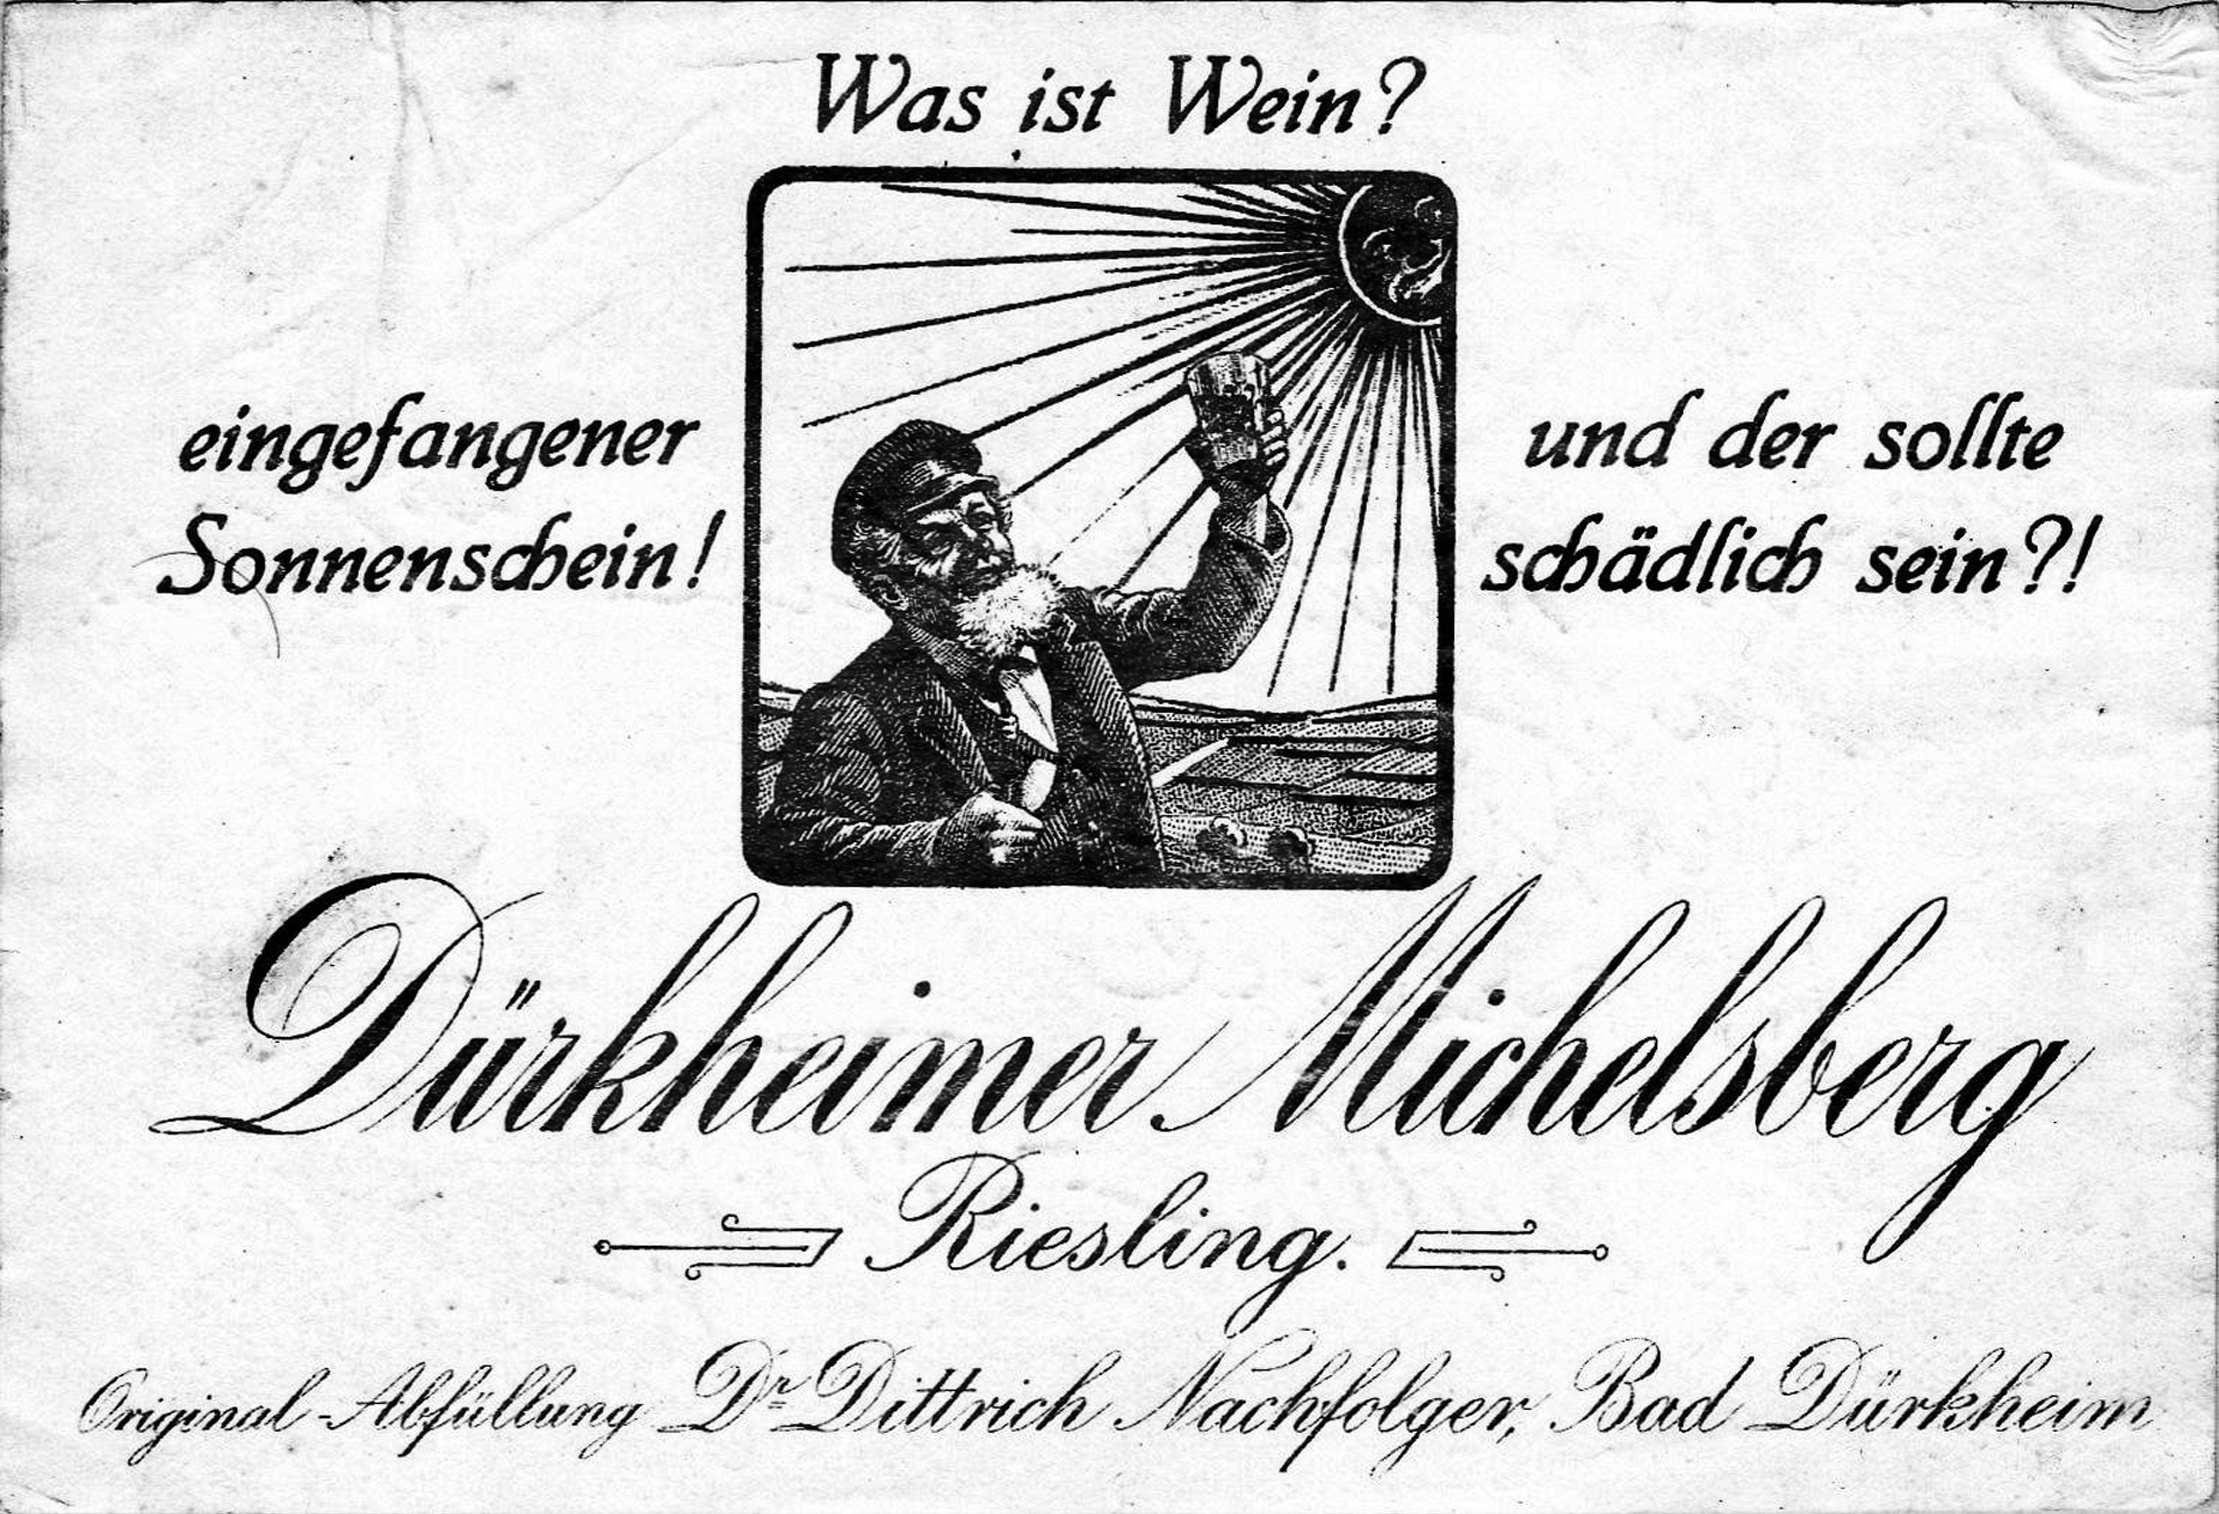 Was ist Wein?
eingefangener
Sonnenschein!
und der sollte
schädlich sein?!
Dürkheimer Michelsberg
Riesling.
Original-Abfüllung Dr. Dittrich Nachfolger, Bad Dürkheim